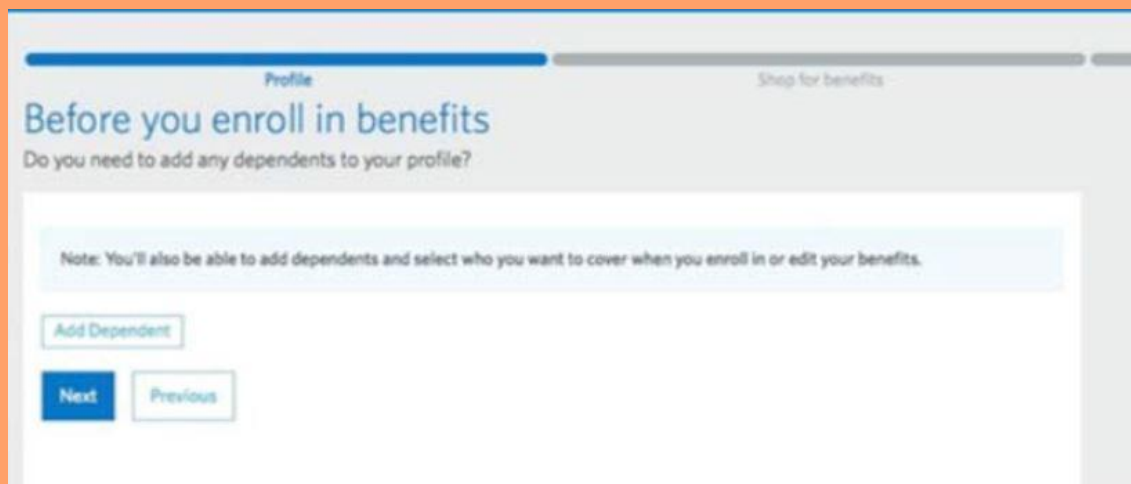 Profile
Shop for benefits
Before you enroll in benefits
Do you need to add any dependents to your profile?
Note: You'll also be able to add dependents and select who you want to cover when you enroll in or edit your benefits.
Add Dependent
Next
Previous